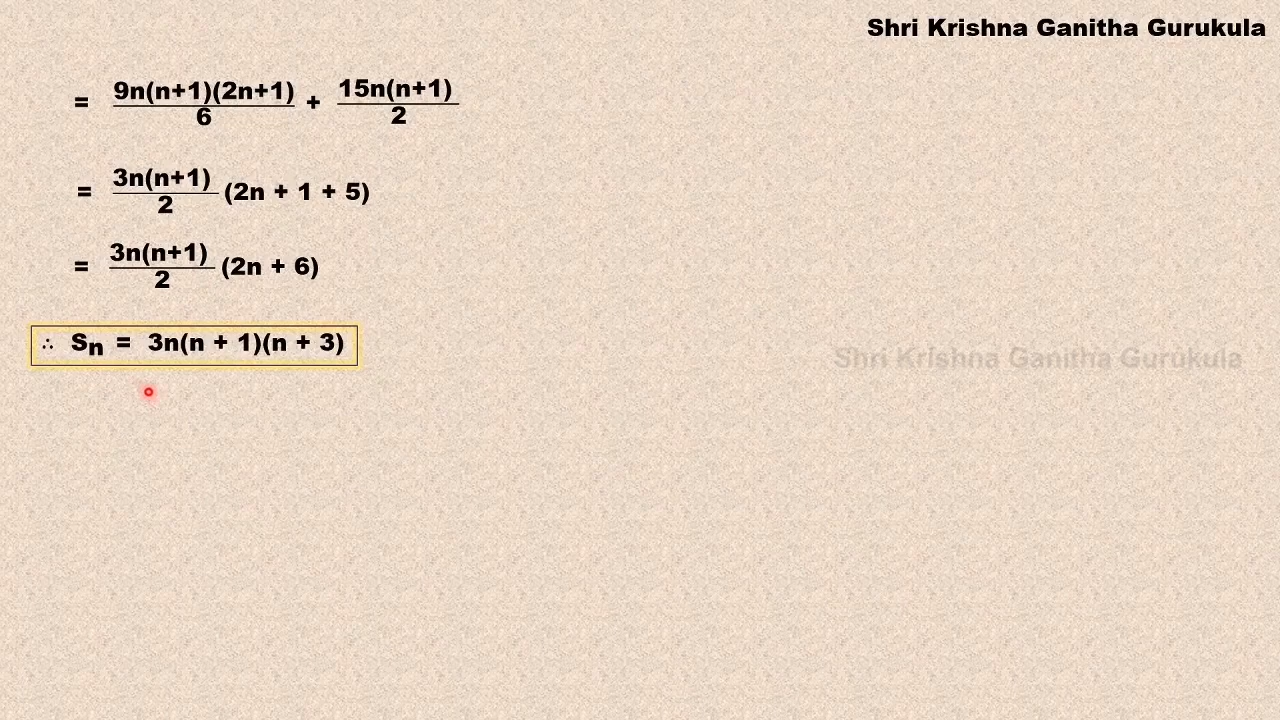 Shri Krishna Ganitha Gurukula
= 9n(n+1)(2n+1)/6 + 15n(n+1)/2
= 3n(n+1)/2 (2n + 1 + 5)
= 3n(n+1)/2 (2n + 6)
∴ Sn = 3n(n + 1)(n + 3)
Shri Krishna Ganitha Gurukula